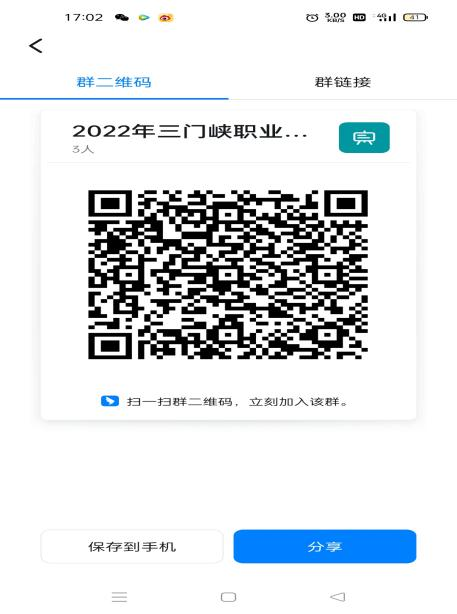 17:02
3.00 KB/S HD 4G 41
群二维码
群链接
2022年三门峡职业...
3人
扫一扫群二维码，立刻加入该群。
保存到手机
分享